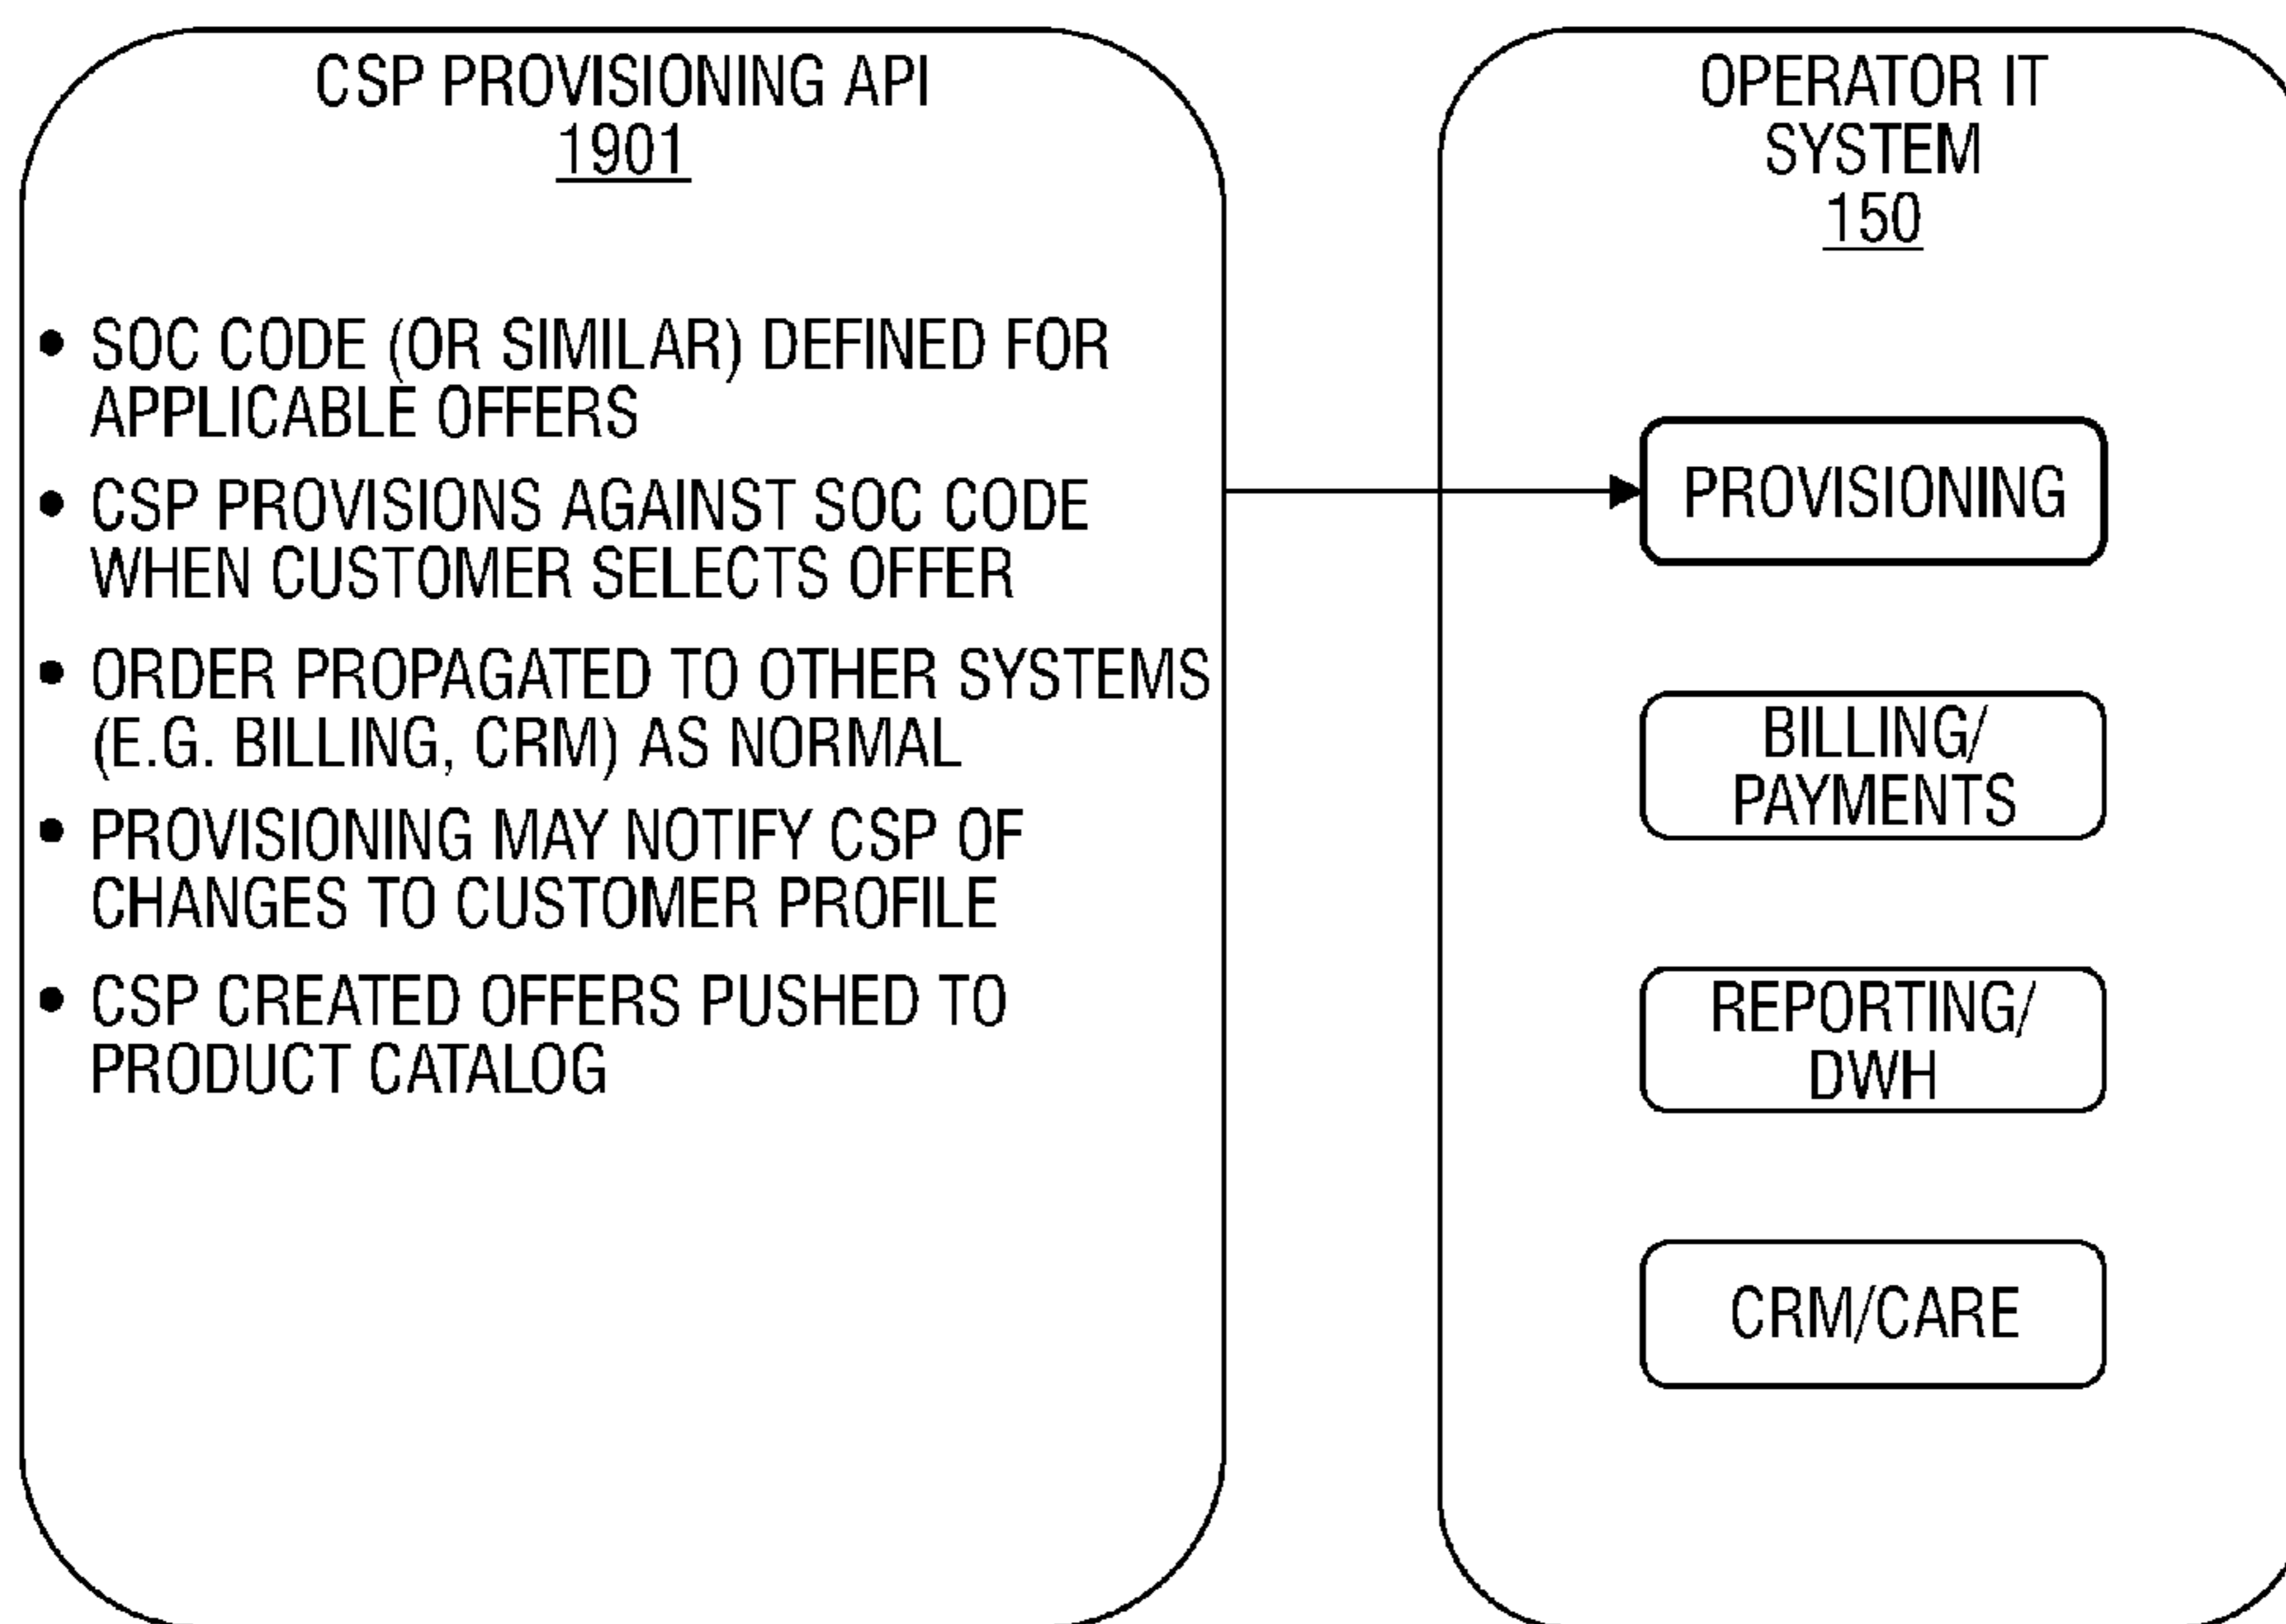 CSP PROVISIONING API
1901
• SOC CODE (OR SIMILAR) DEFINED FOR
APPLICABLE OFFERS
• CSP PROVISIONS AGAINST SOC CODE
WHEN CUSTOMER SELECTS OFFER
• ORDER PROPAGATED TO OTHER SYSTEMS
(E.G. BILLING, CRM) AS NORMAL
• PROVISIONING MAY NOTIFY CSP OF
CHANGES TO CUSTOMER PROFILE
• CSP CREATED OFFERS PUSHED TO
PRODUCT CATALOG
OPERATOR IT
SYSTEM
150
PROVISIONING
BILLING/
PAYMENTS
REPORTING/
DWH
CRM/CARE